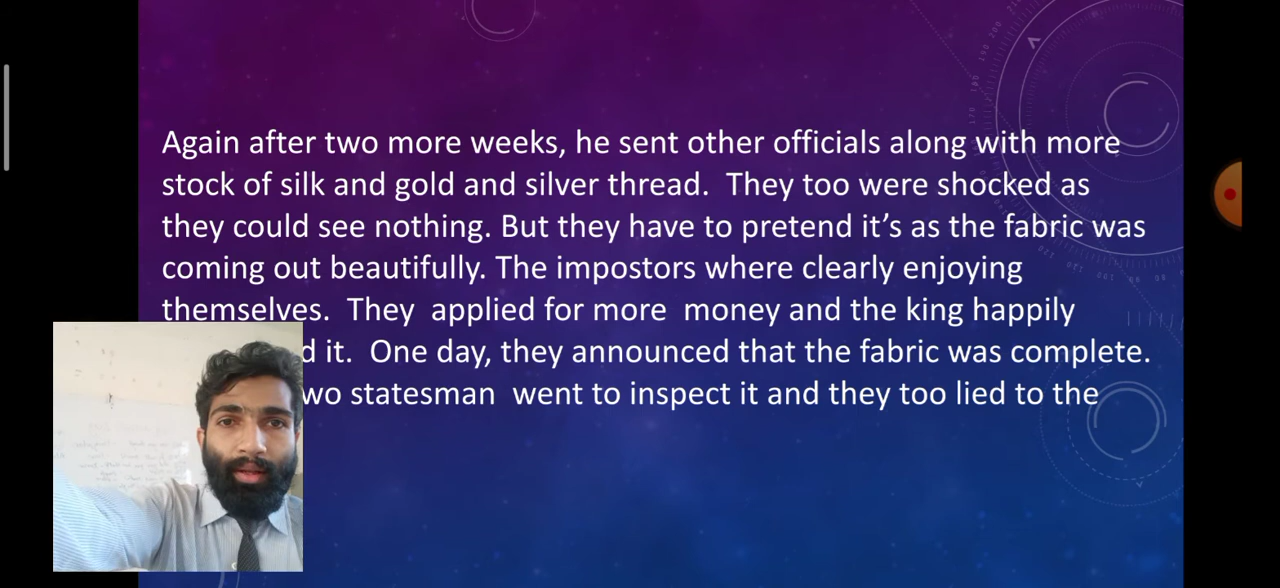 Again after two more weeks, he sent other officials along with more
stock of silk and gold and silver thread. They too were shocked as
they could see nothing. But they have to pretend it's as the fabric was
coming out beautifully. The impostors where clearly enjoying
themselves. They applied for more money and the king happily
it. One day, they announced that the fabric was complete.
statesman went to inspect it and they too lied to the